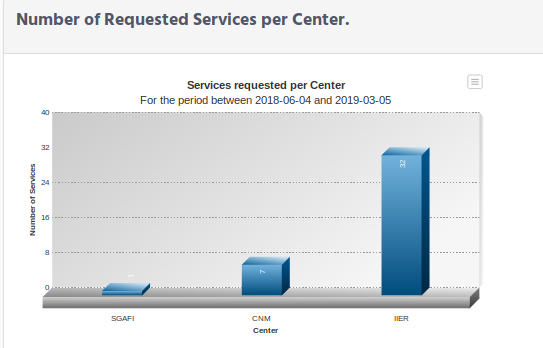 Number of Requested Services per Center.
Services requested per Center
For the period between 2018-06-04 and 2019-03-05
Number of Services
40
32
24
16
8
0
1
7
32
SGAFI
CNM
IIER
Center